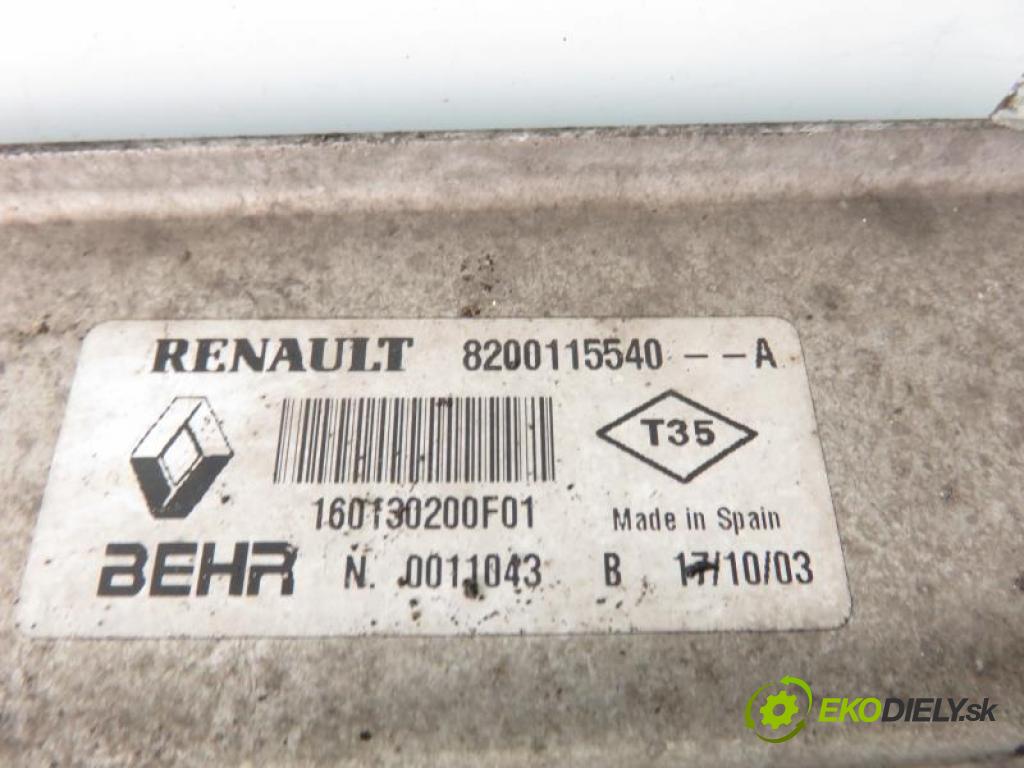 RENAULT 8200115540--A
T35
160130200F01 Made in Spain
BEHR N. 0011043 B 17/10/03
EKODIELY.sk